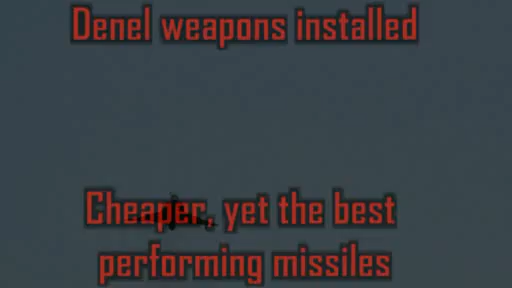 Denel weapons installed
Cheaper, yet the best
performing missiles